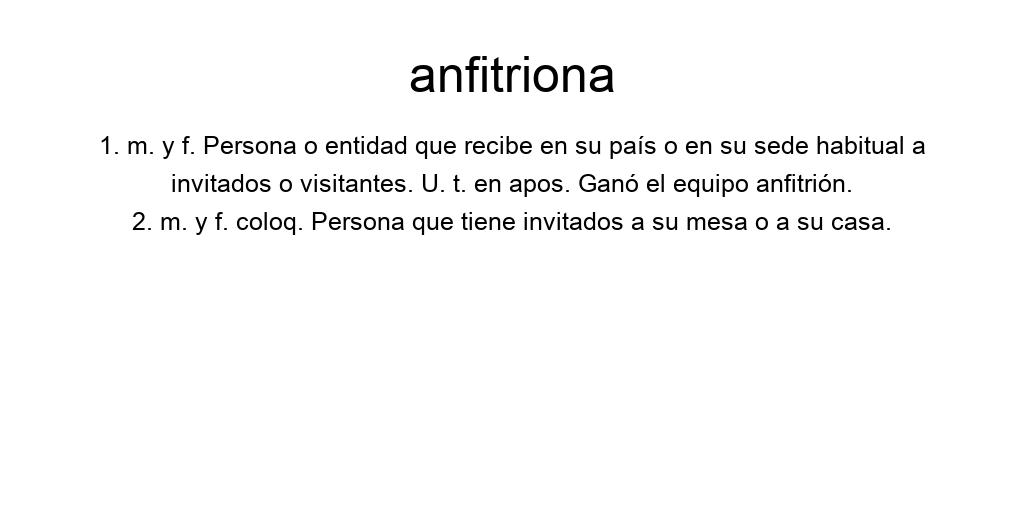 anfitriona
1. m. y f. Persona o entidad que recibe en su país o en su sede habitual a
invitados o visitantes. U. t. en apos. Ganó el equipo anfitrión.
2. m. y f. coloq. Persona que tiene invitados a su mesa o a su casa.